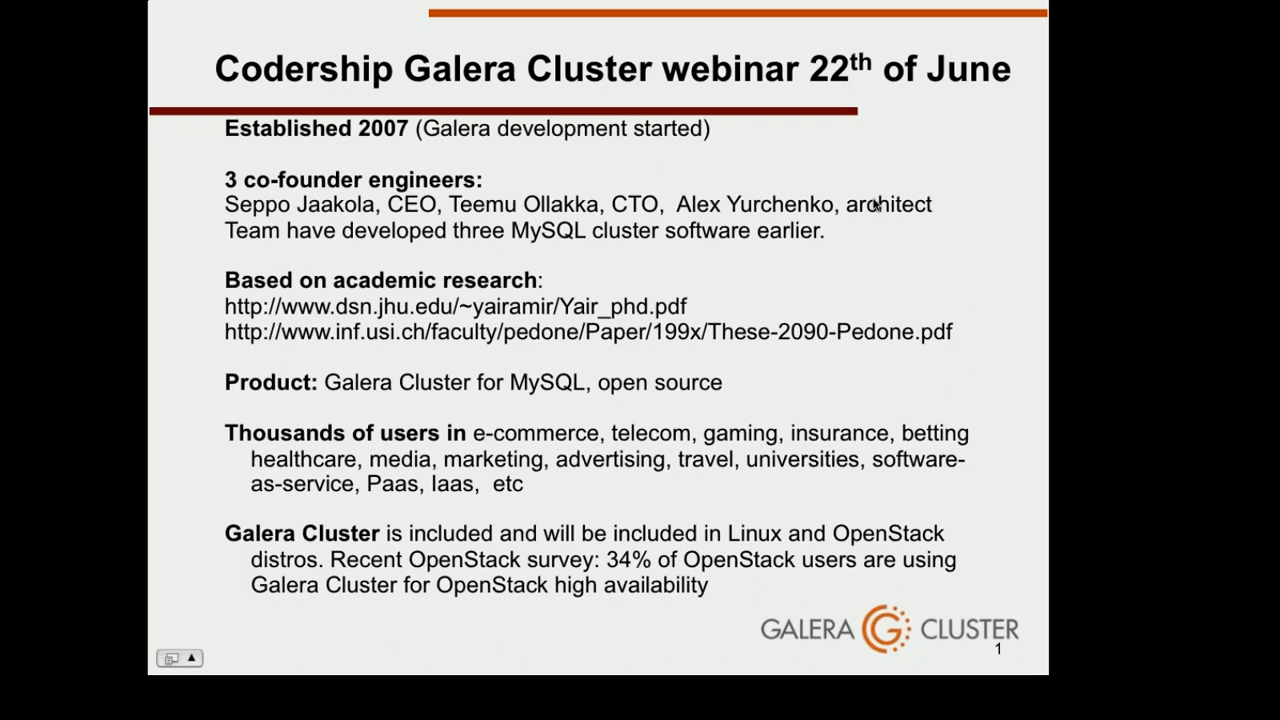 Codership Galera Cluster webinar 22th of June
Established 2007 (Galera development started)
3 co-founder engineers:
Seppo Jaakola, CEO, Teemu Ollakka, CTO,  Alex Yurchenko, architect
Team have developed three MySQL cluster software earlier.
Based on academic research:
http://www.dsn.jhu.edu/~yairamir/Yair_phd.pdf
http://www.inf.usi.ch/faculty/pedone/Paper/199x/These-2090-Pedone.pdf
Product: Galera Cluster for MySQL, open source
Thousands of users in e-commerce, telecom, gaming, insurance, betting
healthcare, media, marketing, advertising, travel, universities, software-
as-service, Paas, Iaas,  etc
Galera Cluster is included and will be included in Linux and OpenStack
distros. Recent OpenStack survey: 34% of OpenStack users are using
Galera Cluster for OpenStack high availability
GALERA G CLUSTER
1